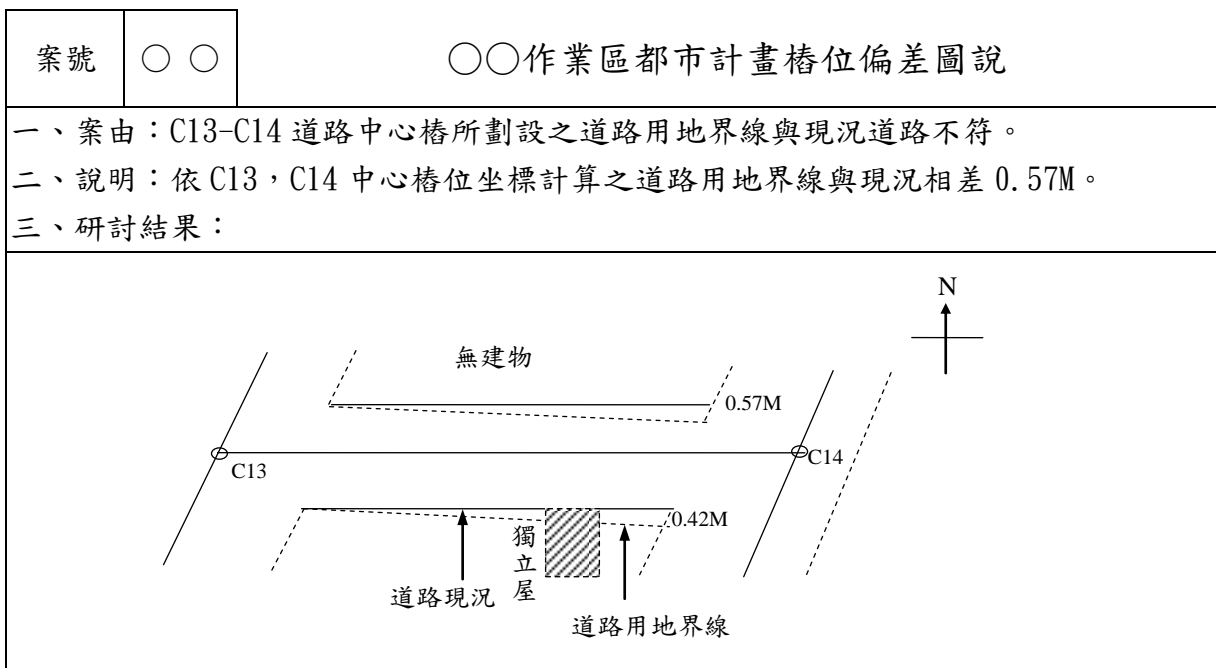 案號 ○ ○ ○○作業區都市計畫樁位偏差圖說
一、案由：C13-C14 道路中心樁所劃設之道路用地界線與現況道路不符。
二、說明：依 C13，C14 中心樁位坐標計算之道路用地界線與現況相差 0.57M。
三、研討結果：
N
無建物
0.57M
C13
C14
0.42M
獨立屋
道路現況
道路用地界線